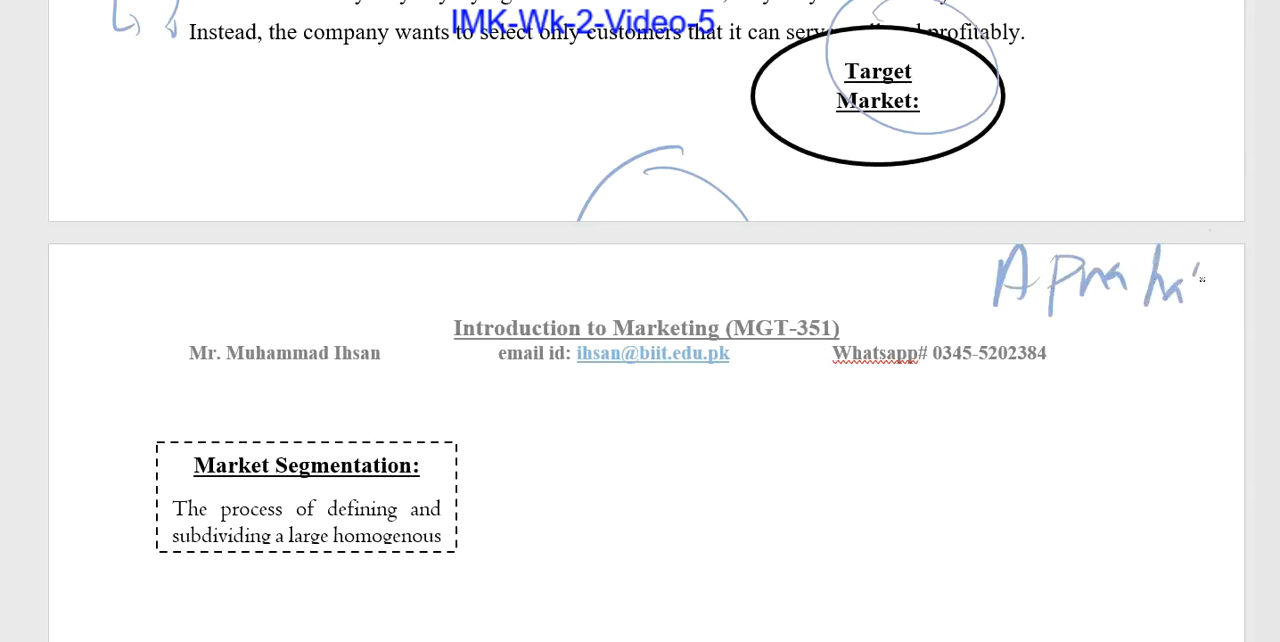 IMK-Wk-2-Video-5
Instead, the company wants to select only customers that it can profitably.
Target
Market:
Introduction to Marketing (MGT-351)
Mr. Muhammad Ihsan email id: ihsan@biit.edu.pk Whatsapp# 0345-5202384
Market Segmentation:
The process of defining and
subdividing a large homogenous